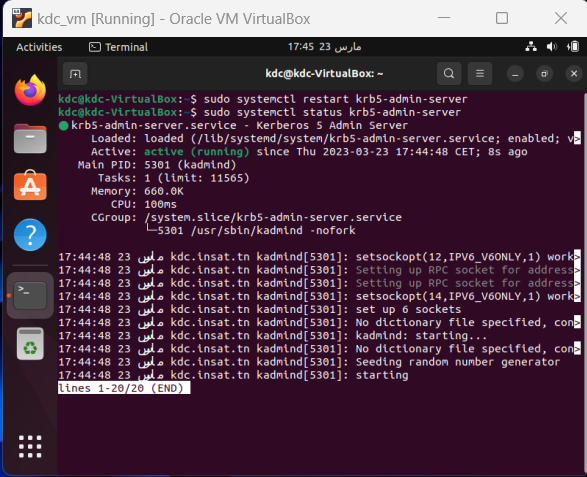 kdc_vm [Running] - Oracle VM VirtualBox
Activities
Terminal
17:45 23 مارس
kdc@kdc-VirtualBox: ~
kdc@kdc-VirtualBox:~$ sudo systemctl restart krb5-admin-server
kdc@kdc-VirtualBox:~$ sudo systemctl status krb5-admin-server
krb5-admin-server.service - Kerberos 5 Admin Server
Loaded: loaded (/lib/systemd/system/krb5-admin-server.service; enabled; v>
Active: active (running) since Thu 2023-03-23 17:44:48 CET; 8s ago
Main PID: 5301 (kadmind)
Tasks: 1 (limit: 11565)
Memory: 660.0K
CPU: 100ms
CGroup: /system.slice/krb5-admin-server.service
└─5301 /usr/sbin/kadmind -nofork
17:44:48 23 مارس kdc.insat.tn kadmind[5301]: setsockopt(12,IPV6_V6ONLY,1) work>
17:44:48 23 مارس kdc.insat.tn kadmind[5301]: Setting up RPC socket for address>
17:44:48 23 مارس kdc.insat.tn kadmind[5301]: Setting up RPC socket for address>
17:44:48 23 مارس kdc.insat.tn kadmind[5301]: setsockopt(14,IPV6_V6ONLY,1) work>
17:44:48 23 مارس kdc.insat.tn kadmind[5301]: set up 6 sockets
17:44:48 23 مارس kdc.insat.tn kadmind[5301]: No dictionary file specified, con>
17:44:48 23 مارس kdc.insat.tn kadmind[5301]: kadmind: starting...
17:44:48 23 مارس kdc.insat.tn kadmind[5301]: No dictionary file specified, con>
17:44:48 23 مارس kdc.insat.tn kadmind[5301]: Seeding random number generator
17:44:48 23 مارس kdc.insat.tn kadmind[5301]: starting
lines 1-20/20 (END)